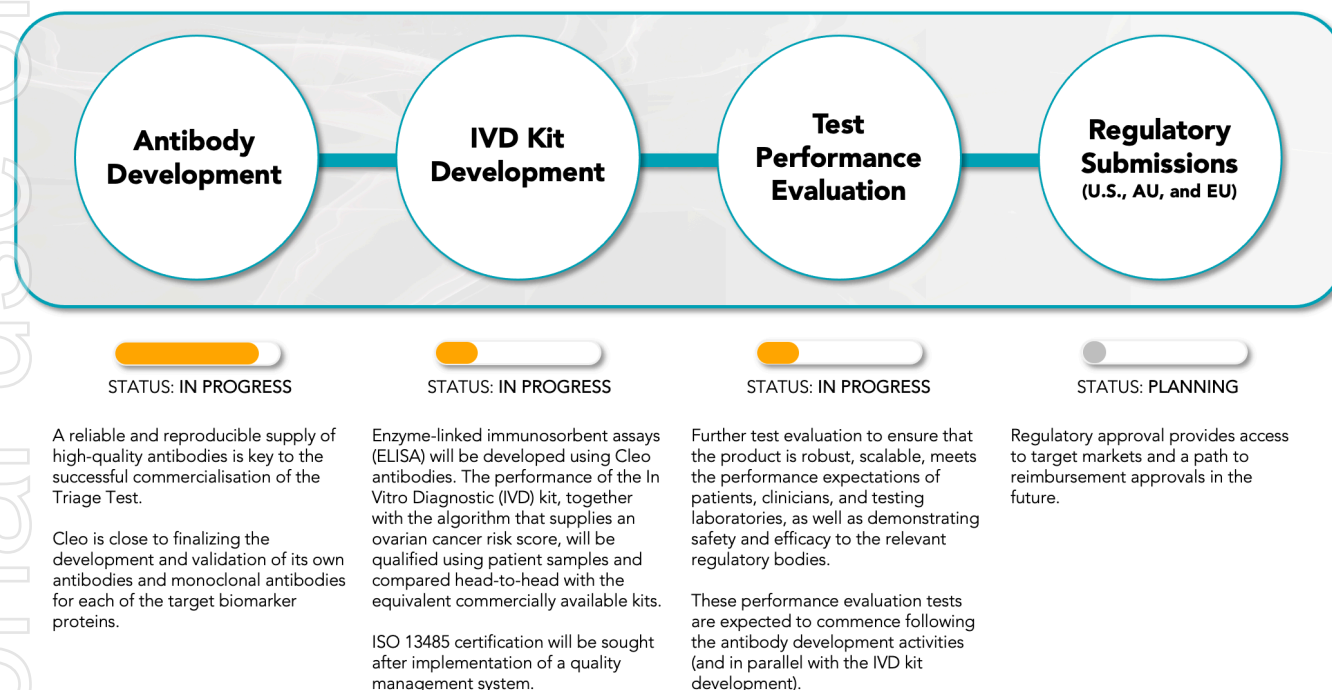 Antibody
Development
IVD Kit
Development
Test
Performance
Evaluation
Regulatory
Submissions
(U.S., AU, and EU)
STATUS: IN PROGRESS
STATUS: IN PROGRESS
STATUS: IN PROGRESS
STATUS: PLANNING
A reliable and reproducible supply of
high-quality antibodies is key to the
successful commercialisation of the
Triage Test.
Cleo is close to finalizing the
development and validation of its own
antibodies and monoclonal antibodies
for each of the target biomarker
proteins.
Enzyme-linked immunosorbent assays
(ELISA) will be developed using Cleo
antibodies. The performance of the In
Vitro Diagnostic (IVD) kit, together
with the algorithm that supplies an
ovarian cancer risk score, will be
qualified using patient samples and
compared head-to-head with the
equivalent commercially available kits.
ISO 13485 certification will be sought
after implementation of a quality
management system.
Further test evaluation to ensure that
the product is robust, scalable, meets
the performance expectations of
patients, clinicians, and testing
laboratories, as well as demonstrating
safety and efficacy to the relevant
regulatory bodies.
These performance evaluation tests
are expected to commence following
the antibody development activities
(and in parallel with the IVD kit
development).
Regulatory approval provides access
to target markets and a path to
reimbursement approvals in the
future.